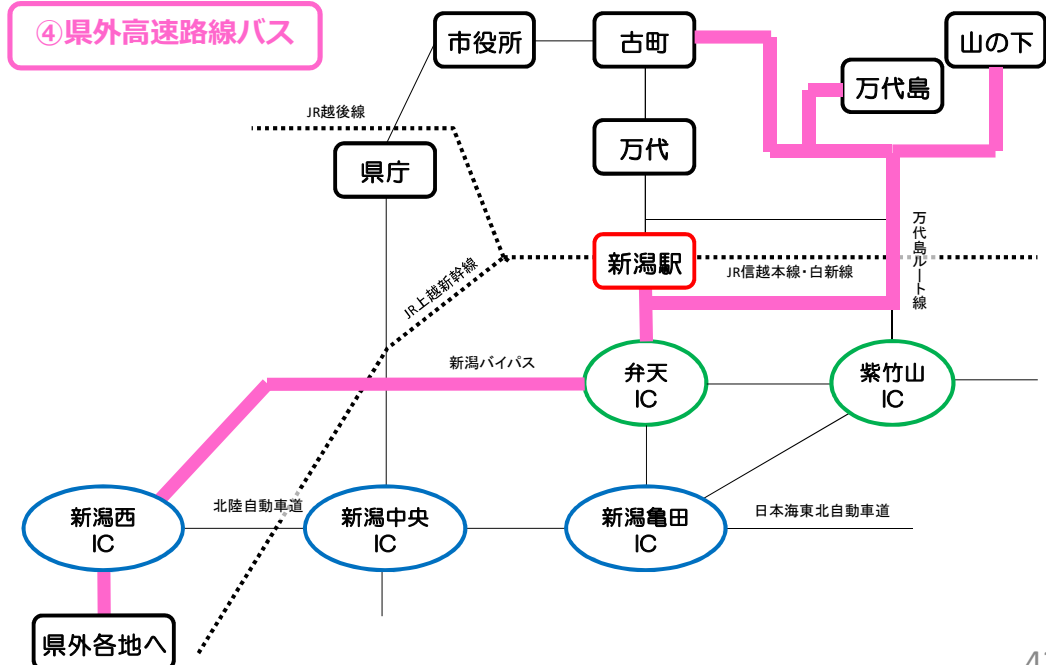 ④県外高速路線バス
市役所
古町
山の下
万代島
JR越後線
万代
県庁
万代島ルート線
新潟駅
JR信越本線・白新線
JR上越新幹線
新潟バイパス
弁天
IC
紫竹山
IC
北陸自動車道
新潟西
IC
新潟中央
IC
新潟亀田
IC
日本海東北自動車道
県外各地へ